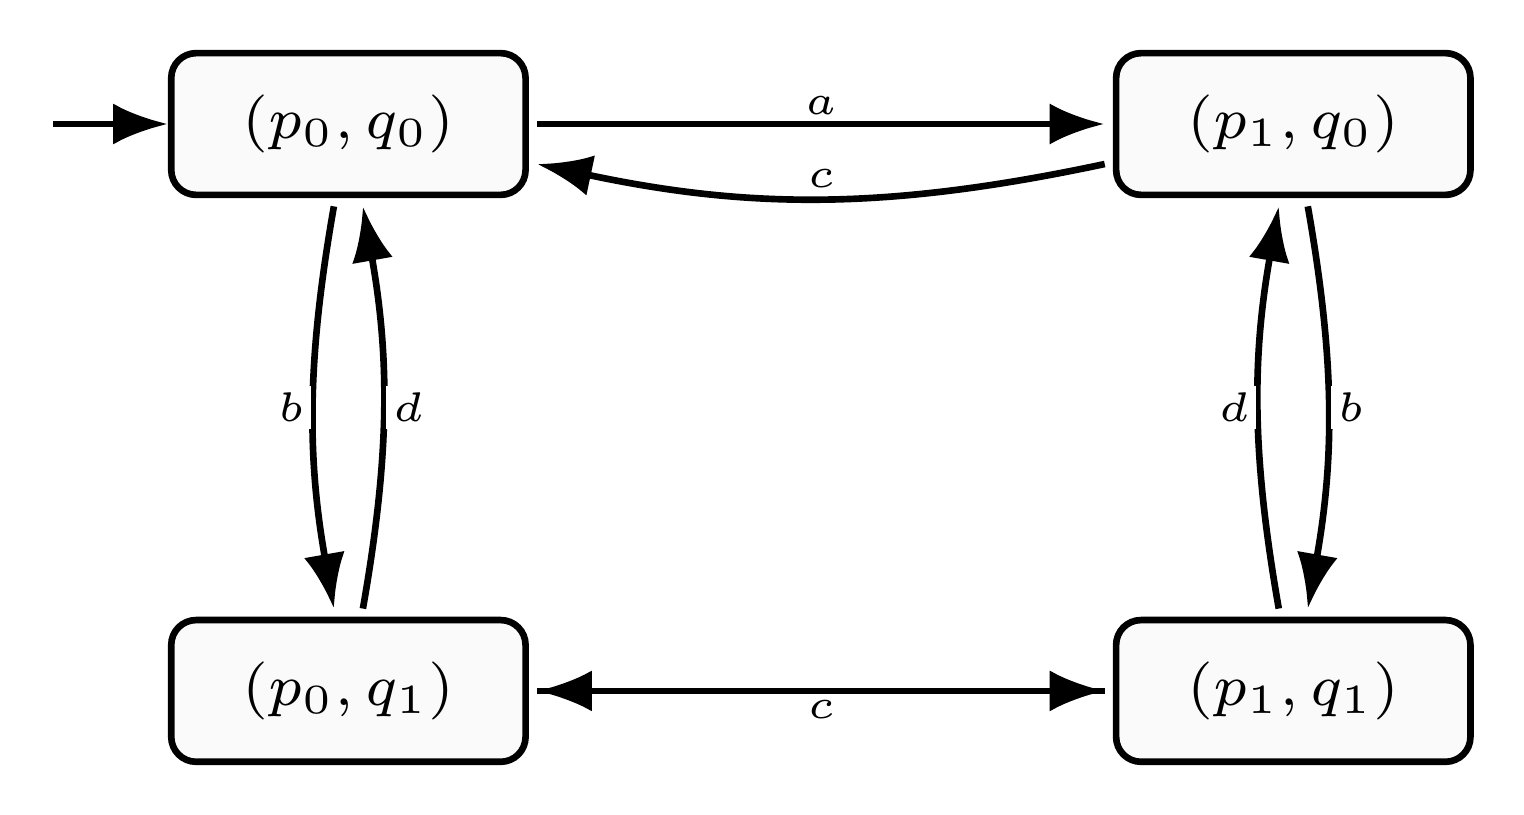 (p₀, q₀) a (p₁, q₀)
c
b d d b
(p₀, q₁) (p₁, q₁)
c